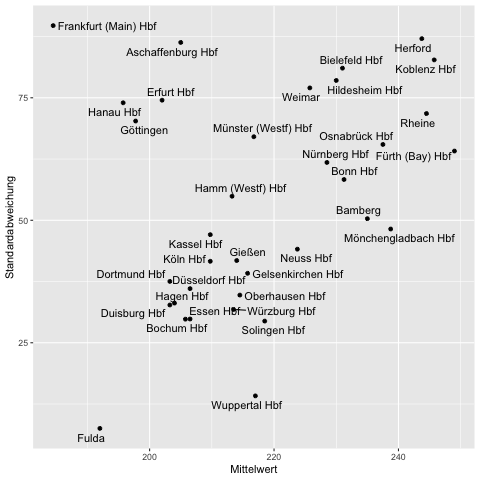 Frankfurt (Main) Hbf
Herford
Aschaffenburg Hbf
Bielefeld Hbf
Koblenz Hbf
Erfurt Hbf
Hildesheim Hbf
Weimar
75
Hanau Hbf
Rheine
Göttingen
Münster (Westf) Hbf
Osnabrück Hbf
Nürnberg Hbf
Fürth (Bay) Hbf
Bonn Hbf
Hamm (Westf) Hbf
Bamberg
50
Mönchengladbach Hbf
Kassel Hbf
Gießen
Neuss Hbf
Köln Hbf
Dortmund Hbf
Düsseldorf Hbf
Gelsenkirchen Hbf
Hagen Hbf
Oberhausen Hbf
Duisburg Hbf
Essen Hbf
Würzburg Hbf
Bochum Hbf
Solingen Hbf
25
Wuppertal Hbf
Fulda
Standardabweichung
200
220
240
Mittelwert